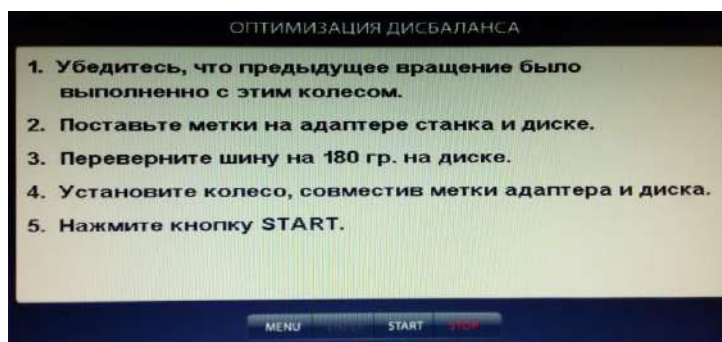 ОПТИМИЗАЦИЯ ДИСБАЛАНСА
1. Убедитесь, что предыдущее вращение было
выполненно с этим колесом.
2. Поставьте метки на адаптере станка и диске.
3. Переверните шину на 180 гр. на диске.
4. Установите колесо, совместив метки адаптера и диска.
5. Нажмите кнопку START.
MENU START STOP